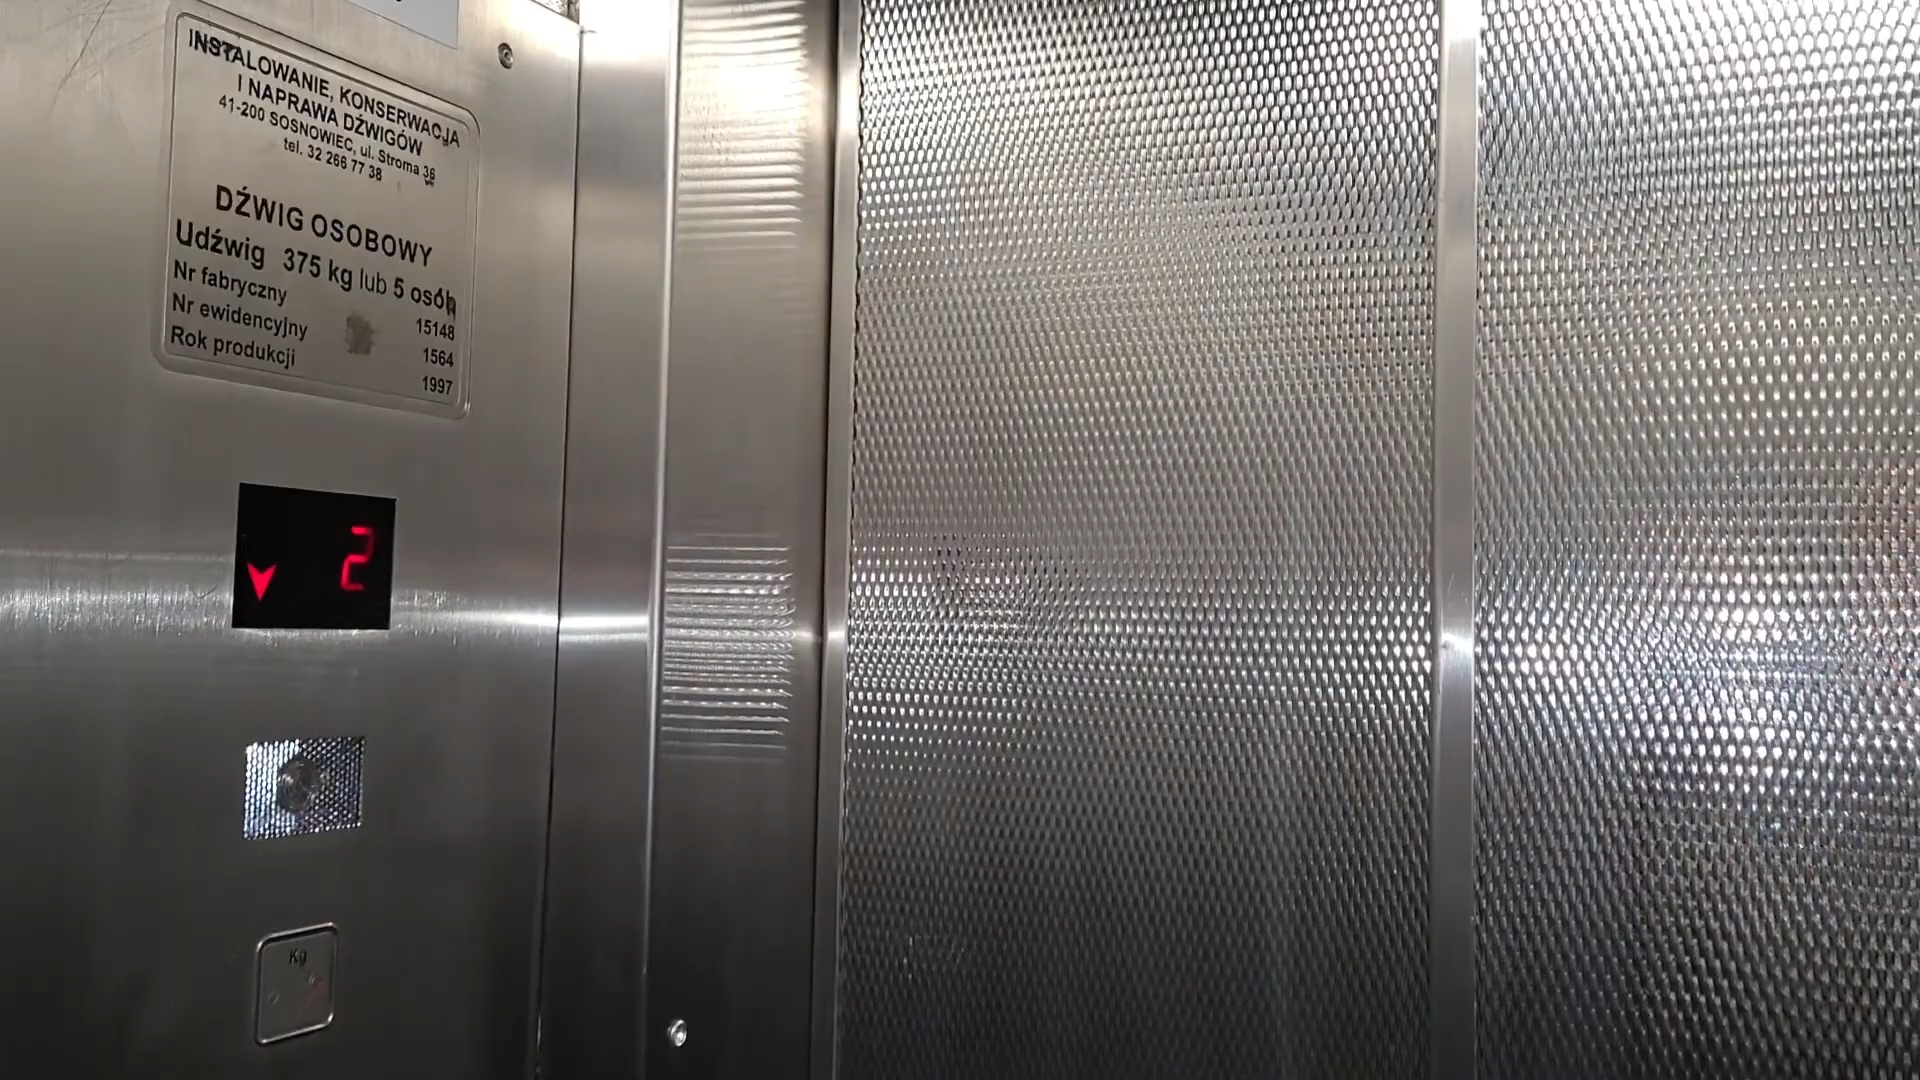 INSTALOWANIE, KONSERWACJA
I NAPRAWA DŹWIGÓW
41-200 SOSNOWIEC, ul. Stroma 36
tel. 32 266 77 38
DŹWIG OSOBOWY
Udźwig 375 kg lub 5 osób
Nr fabryczny 15148
Nr ewidencyjny 1564
Rok produkcji 1997
2
Kg